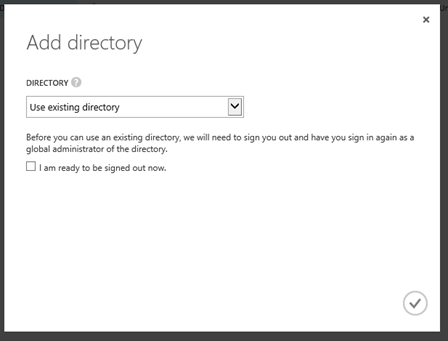 Add directory
DIRECTORY ?
Use existing directory
Before you can use an existing directory, we will need to sign you out and have you sign in again as a
global administrator of the directory.
I am ready to be signed out now.